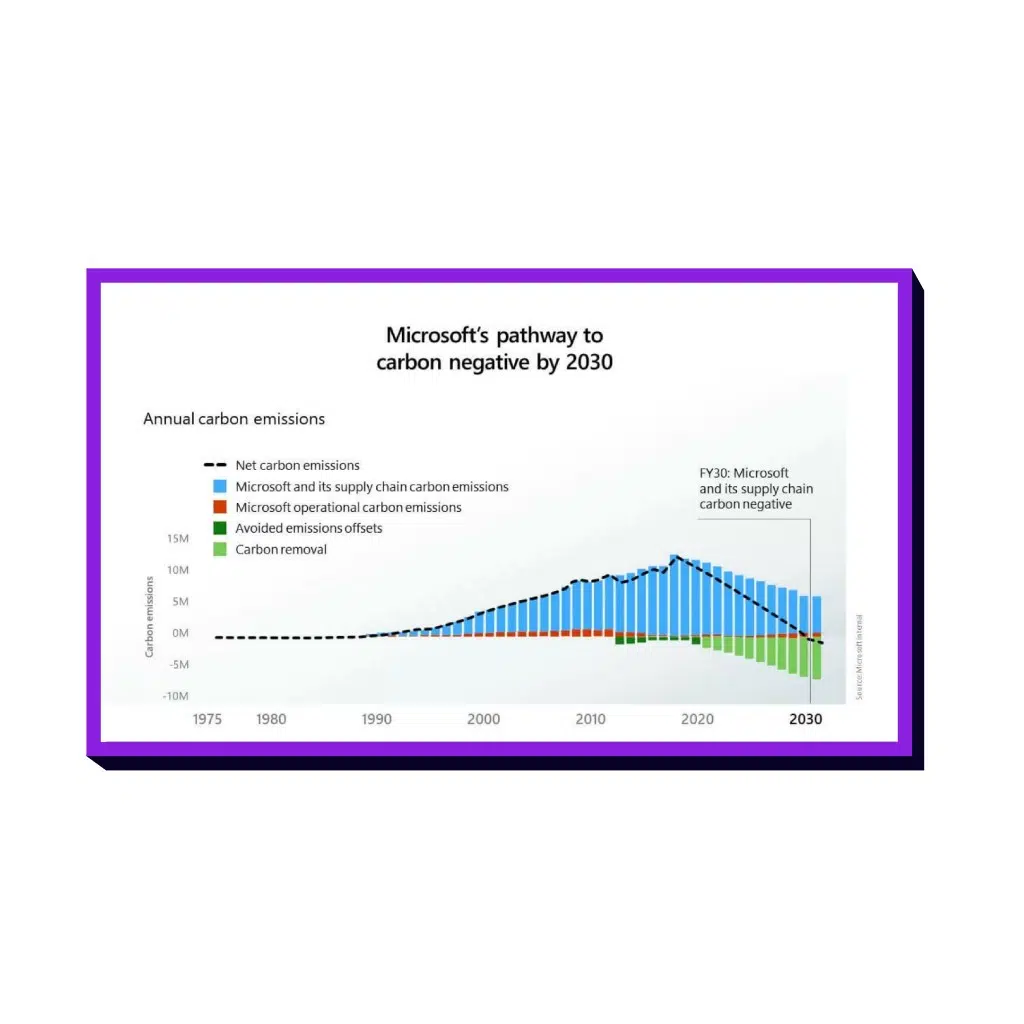 Microsoft's pathway to
carbon negative by 2030
Annual carbon emissions
Net carbon emissions
Microsoft and its supply chain carbon emissions
Microsoft operational carbon emissions
Avoided emissions offsets
Carbon removal
FY30: Microsoft
and its supply chain
carbon negative
Carbon emissions
15M
10M
5M
0M
-5M
-10M
1975 1980 1990 2000 2010 2020 2030
Source: Microsoft Internal